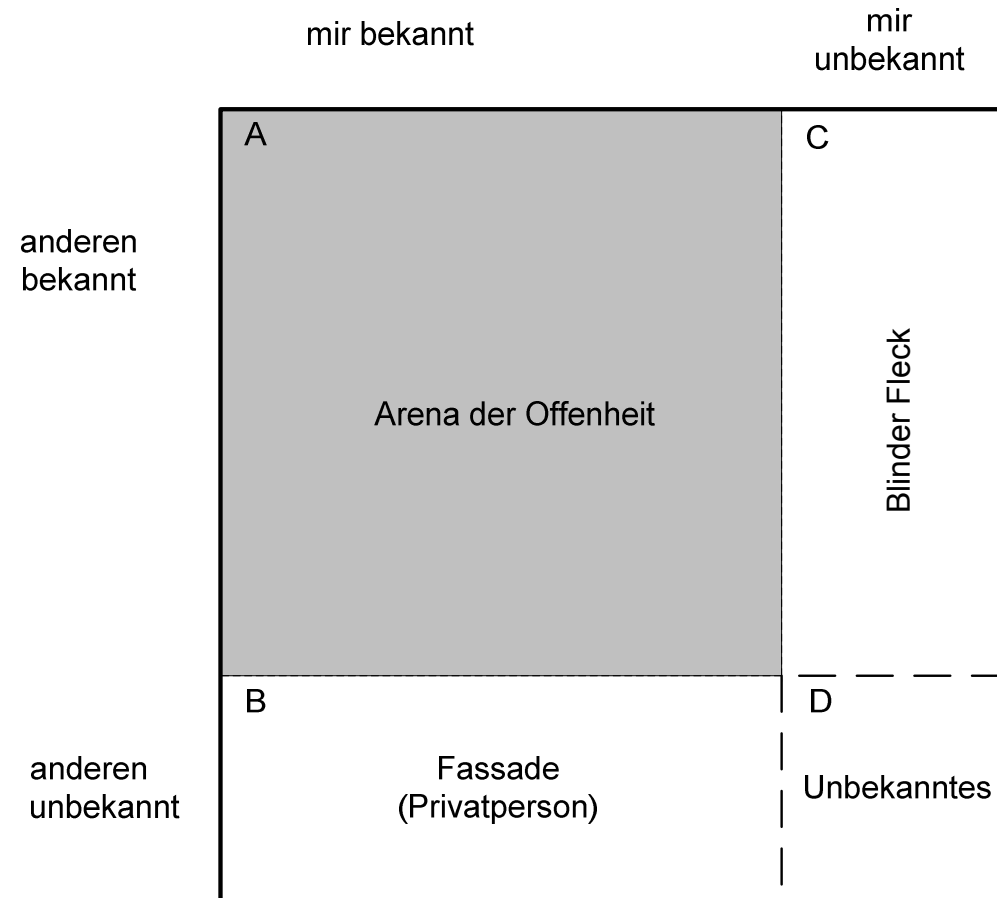 mir bekannt
mir
unbekannt
A
C
anderen
bekannt
Arena der Offenheit
Blinder Fleck
B
D
anderen
unbekannt
Fassade
(Privatperson)
Unbekanntes